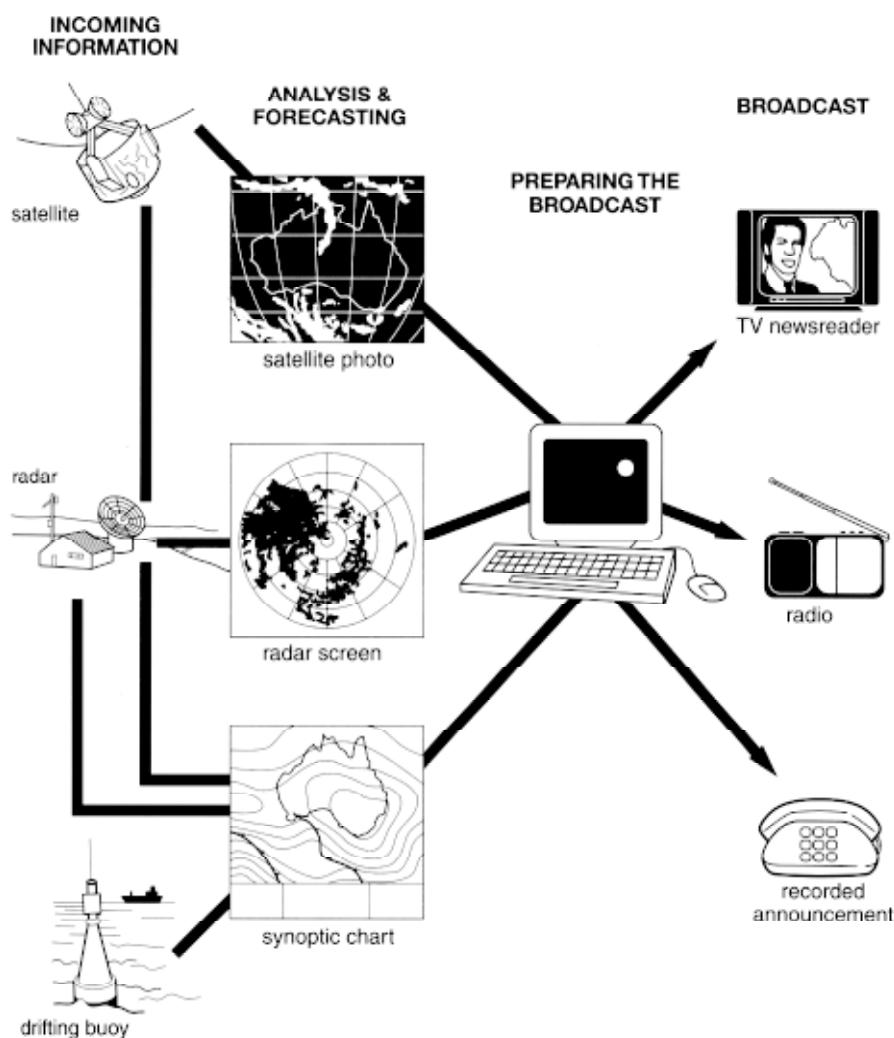 INCOMING
INFORMATION
satellite
radar
drifting buoy
ANALYSIS &
FORECASTING
satellite photo
radar screen
synoptic chart
PREPARING THE
BROADCAST
BROADCAST
TV newsreader
radio
recorded
announcement